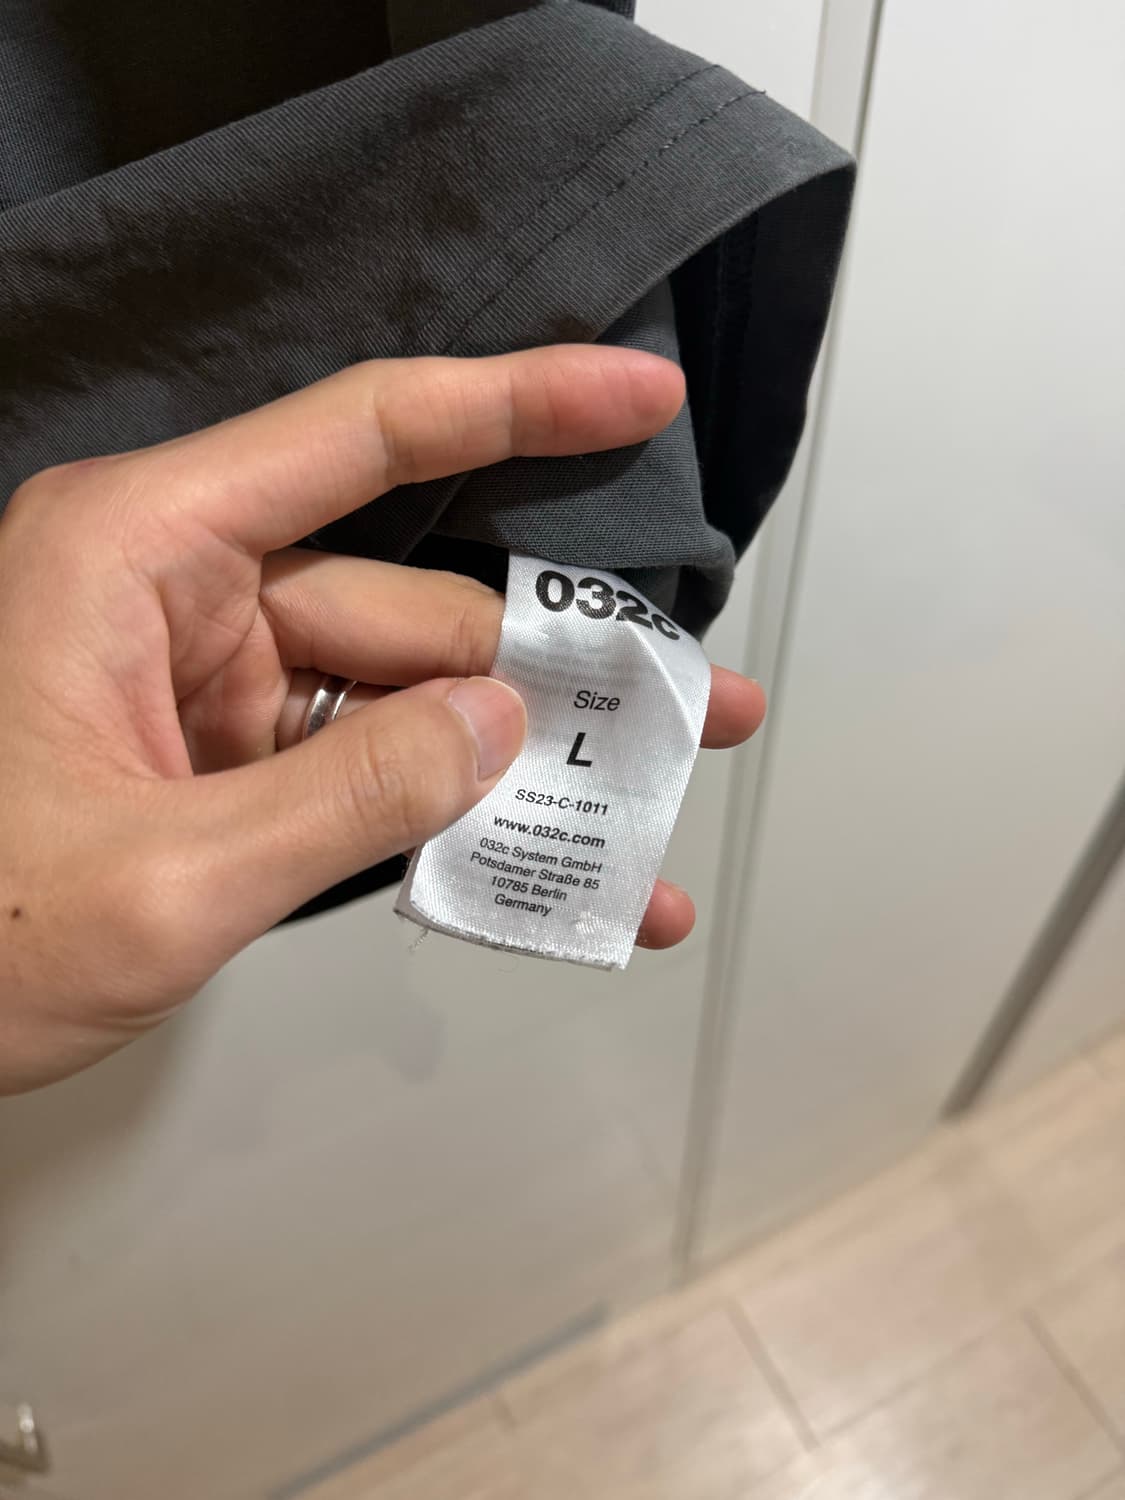 032c
Size
L
SS23-C-1011
www.032c.com
032c System GmbH
Potsdamer Straße 85
10785 Berlin
Germany